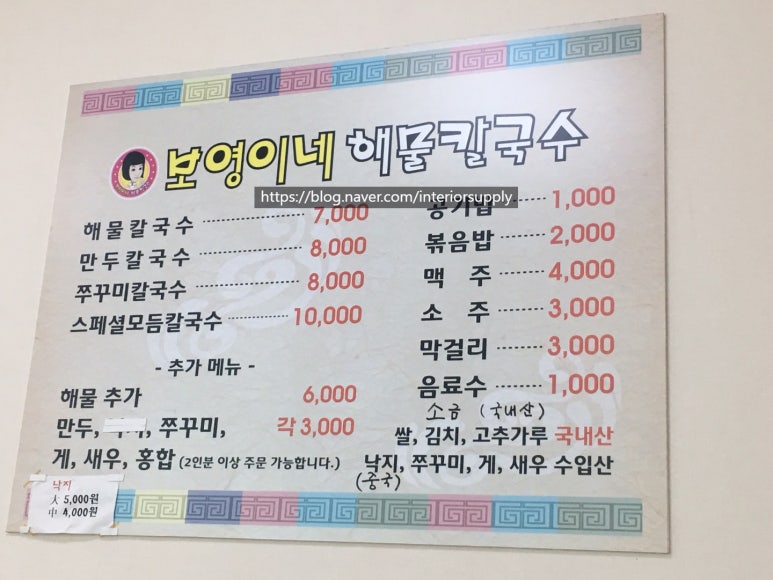 보영이네 해물칼국수
https://blog.naver.com/interiorsupply
해물칼국수 7,000
만두칼국수 8,000
쭈꾸미칼국수 8,000
스페셜모듬칼국수 10,000
- 추가 메뉴 -
해물 추가 6,000
만두, 쭈꾸미, 각 3,000
게, 새우, 홍합 (2인분 이상 주문 가능합니다.)
낙지
大 5,000원
中 4,000원
공기밥 1,000
볶음밥 2,000
맥 주 4,000
소 주 3,000
막걸리 3,000
음료수 1,000
소금 (국내산)
쌀, 김치, 고추가루 국내산
낙지, 쭈꾸미, 게, 새우 수입산
(중국)